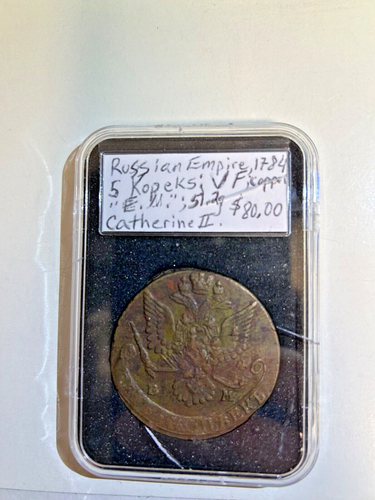 Russian Empire, 1784
5 Kopeks; VF; copper
"E.M."; 51.2g $80.00
Catherine II.
E M